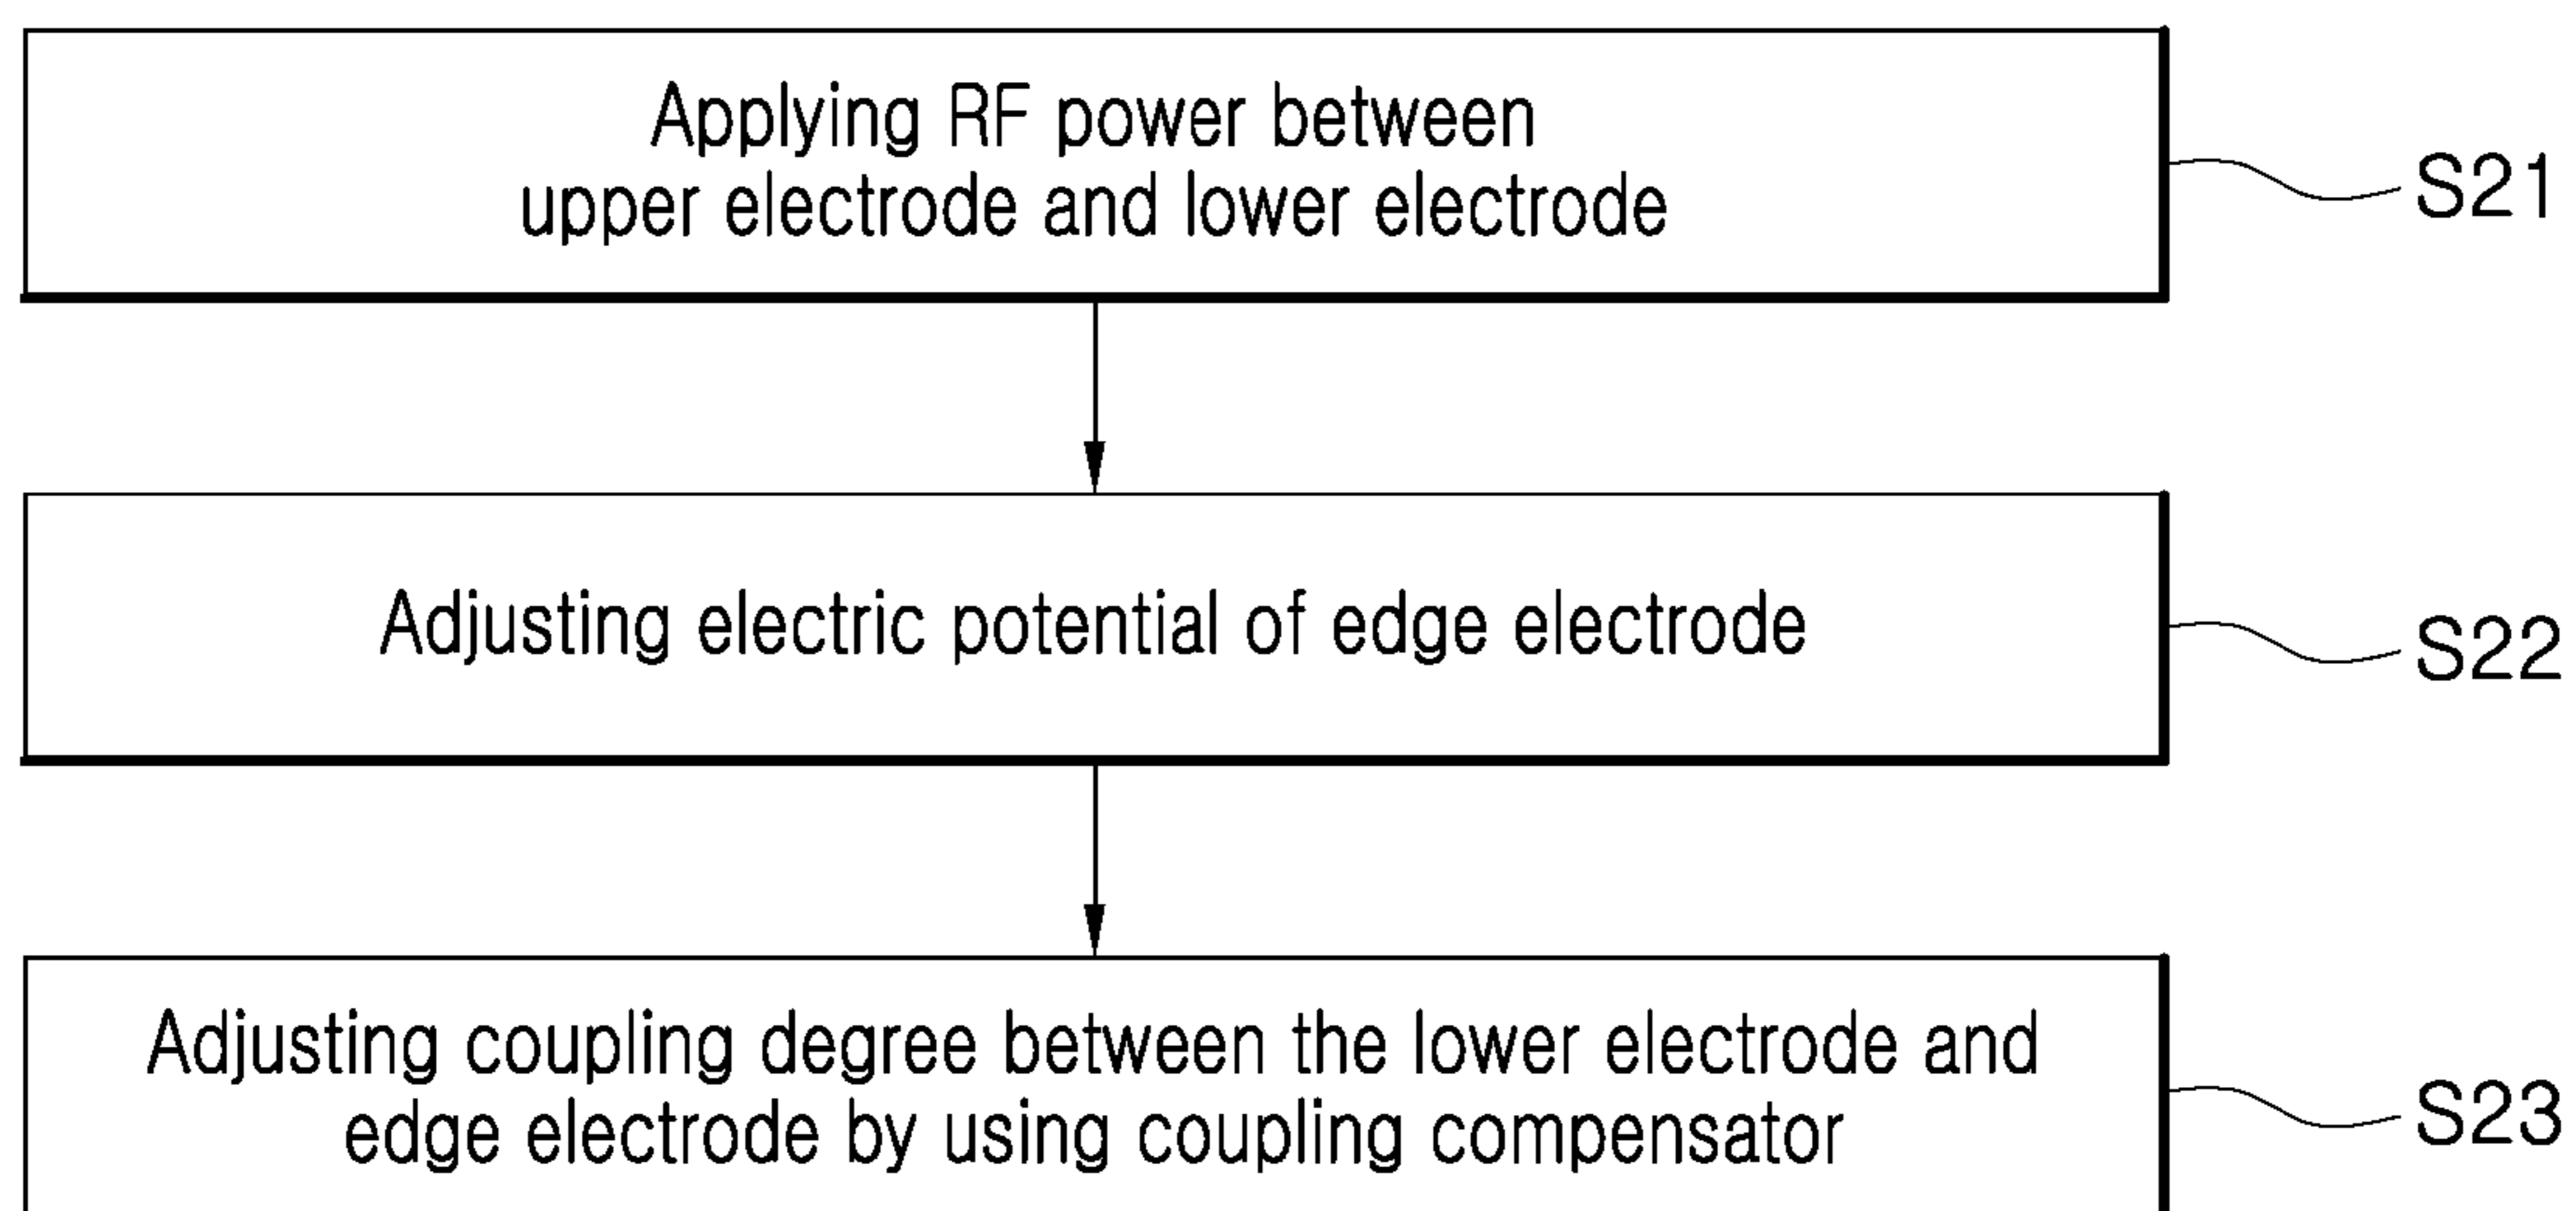 Applying RF power between
upper electrode and lower electrode
S21
Adjusting electric potential of edge electrode
S22
Adjusting coupling degree between the lower electrode and
edge electrode by using coupling compensator
S23